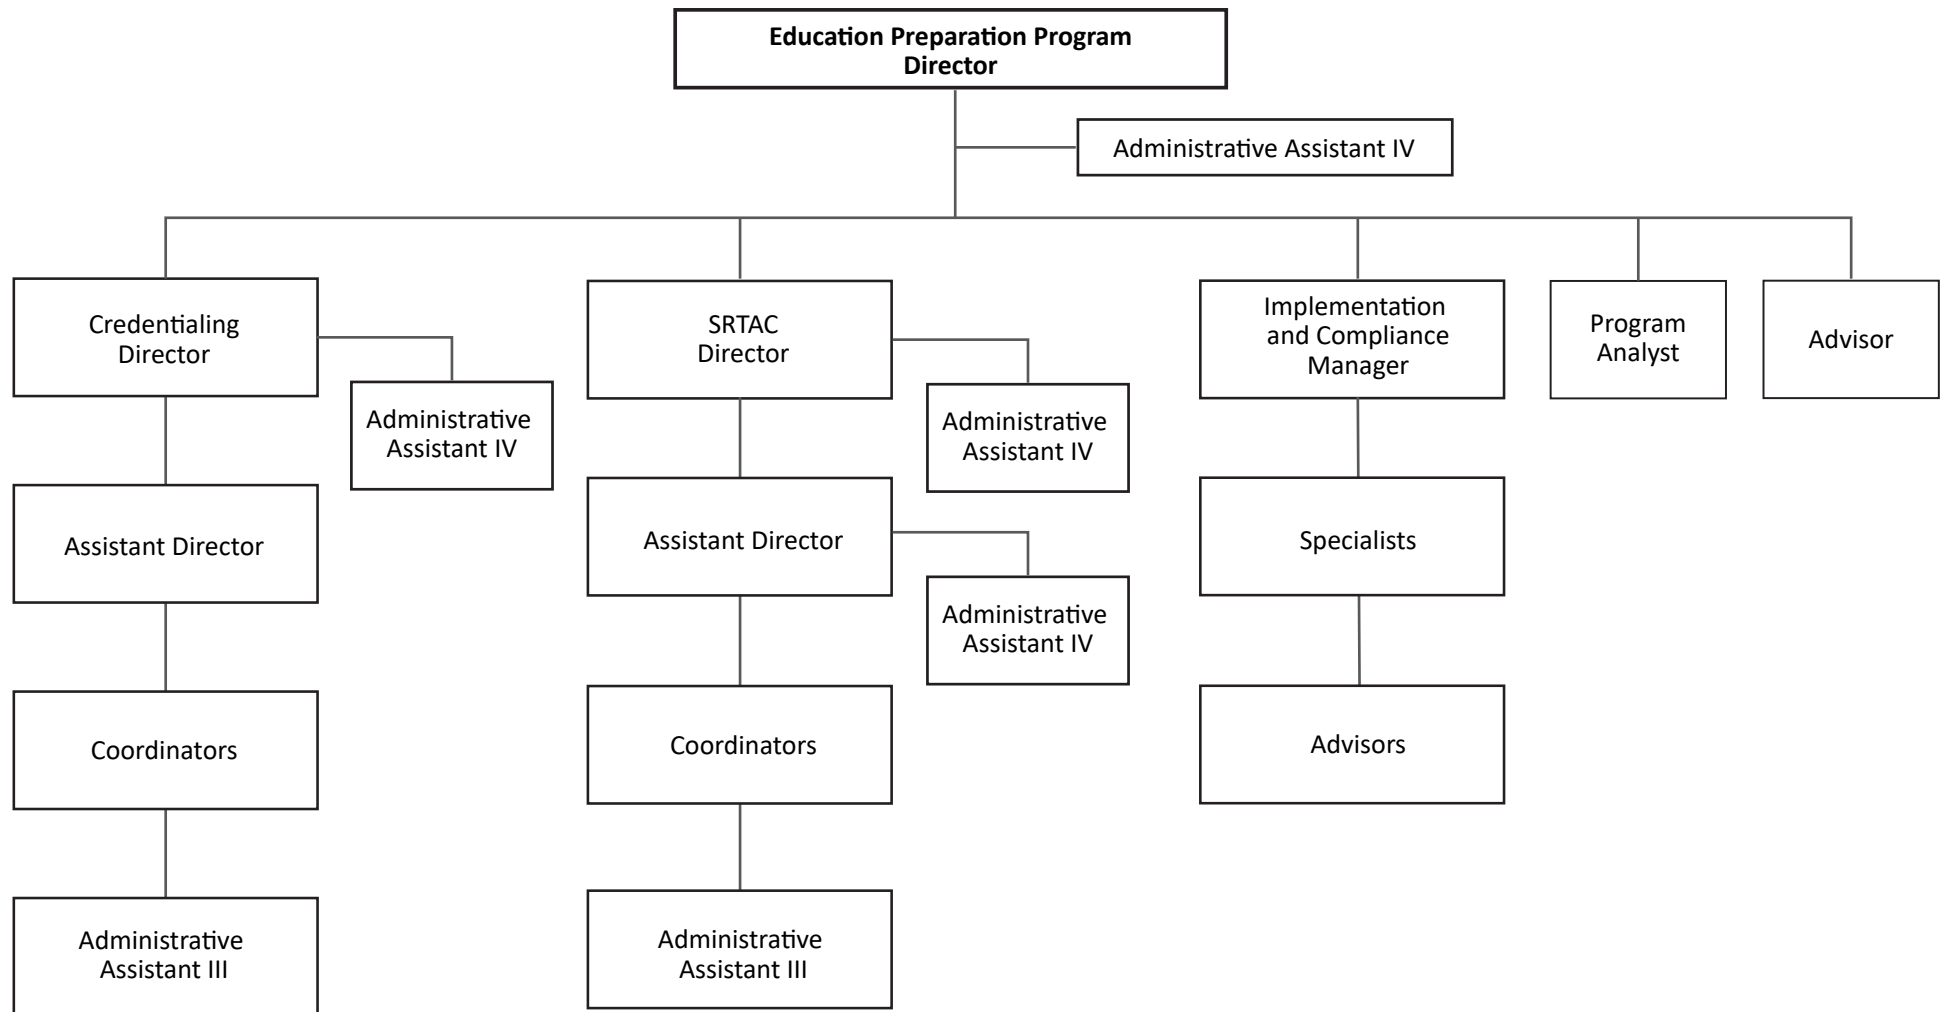 Education Preparation Program
Director
Administrative Assistant IV
Credentialing
Director
Administrative
Assistant IV
Assistant Director
Coordinators
Administrative
Assistant III
SRTAC
Director
Administrative
Assistant IV
Assistant Director
Administrative
Assistant IV
Coordinators
Administrative
Assistant III
Implementation
and Compliance
Manager
Specialists
Advisors
Program
Analyst
Advisor